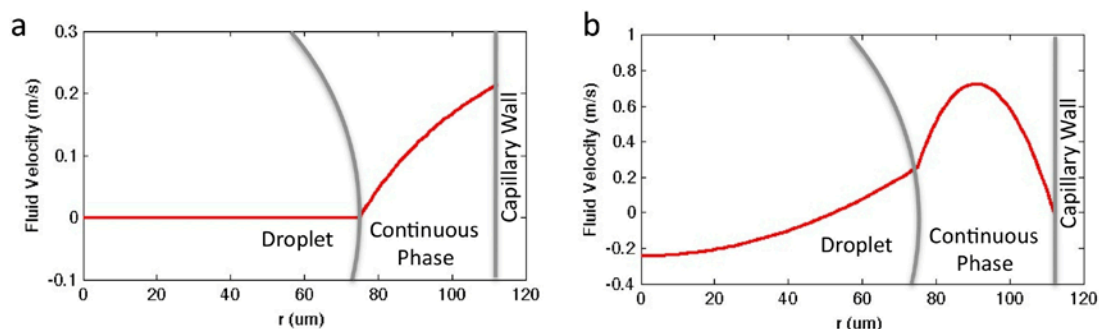 a
Fluid Velocity (m/s)
0.3
0.2
0.1
0
-0.1
Droplet
Continuous
Phase
Capillary Wall
0 20 40 60 80 100 120
r (um)
b
Fluid Velocity (m/s)
1
0.8
0.6
0.4
0.2
0
-0.2
-0.4
Droplet
Continuous
Phase
Capillary Wall
0 20 40 60 80 100 120
r (um)